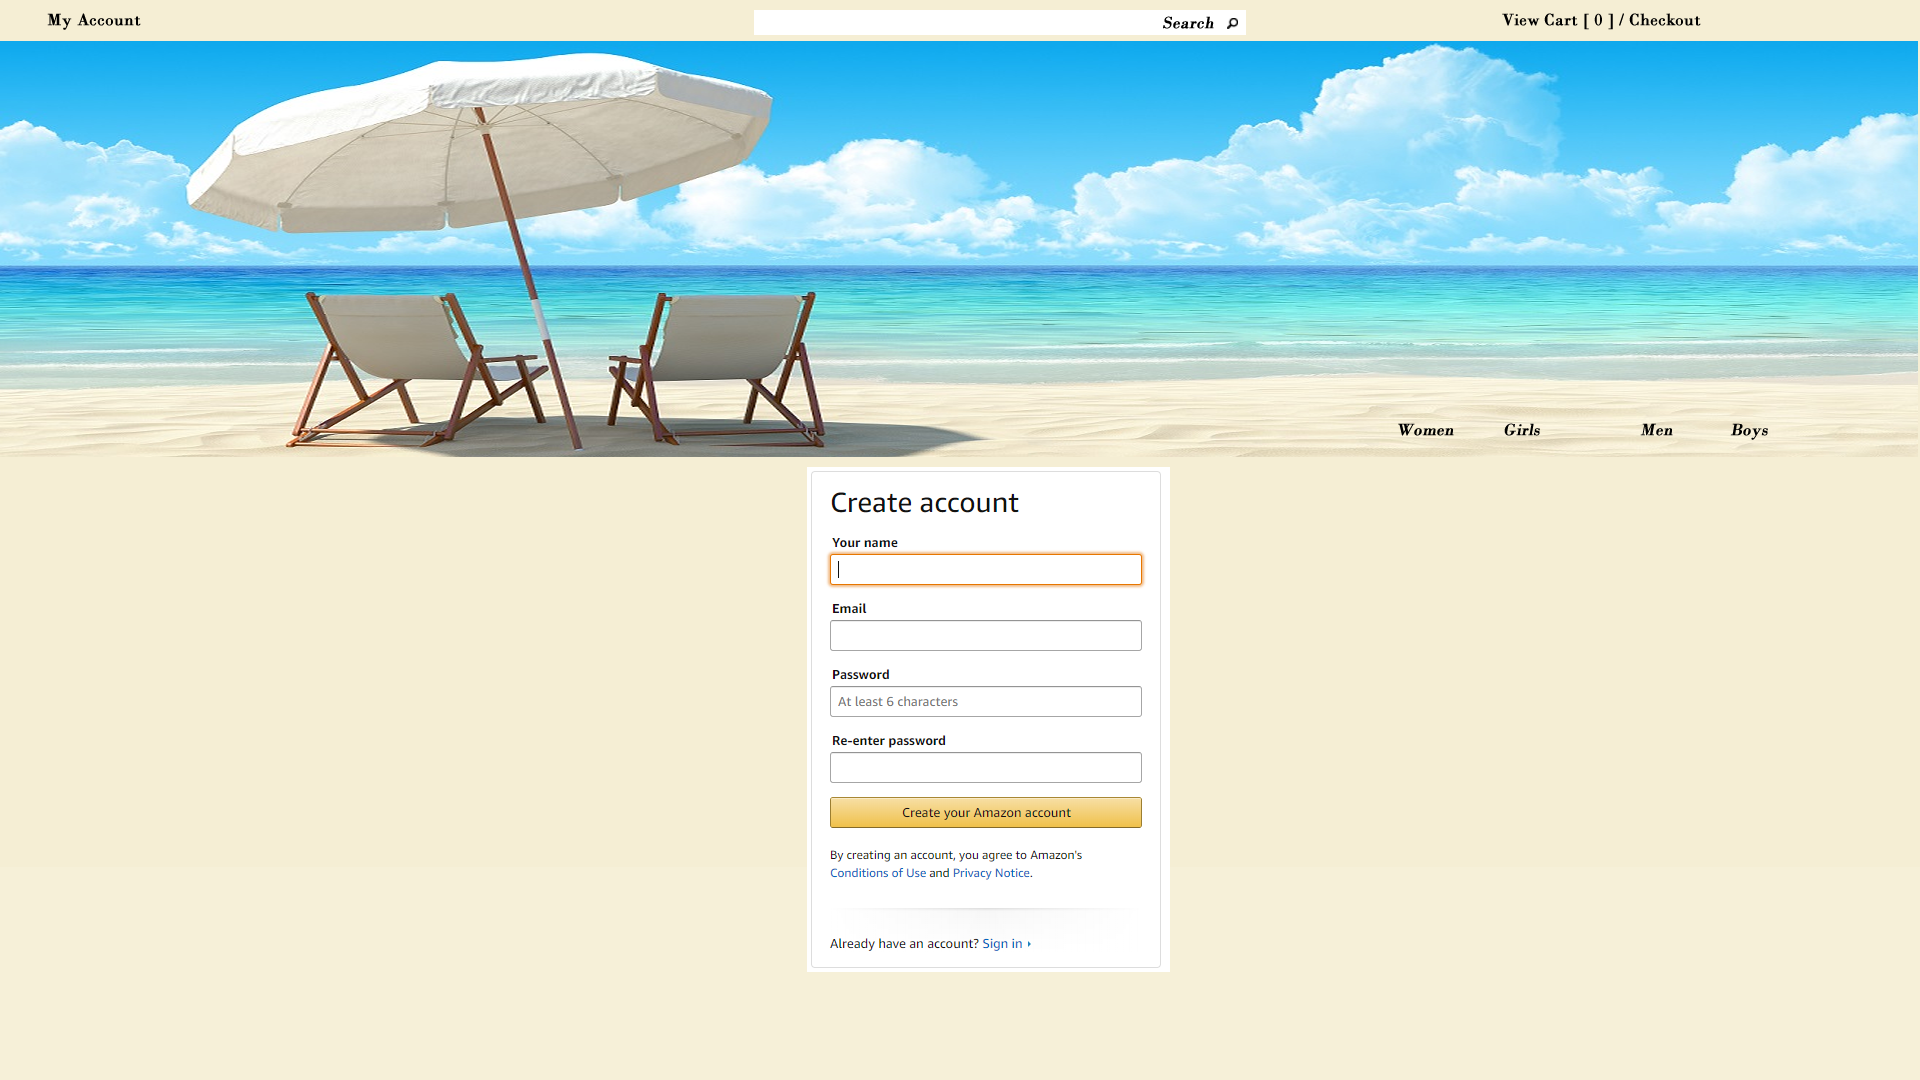 My Account
Search
View Cart [ 0 ] / Checkout
Women Girls Men Boys
Create account
Your name
Email
Password
At least 6 characters
Re-enter password
Create your Amazon account
By creating an account, you agree to Amazon's
Conditions of Use and Privacy Notice.
Already have an account? Sign in